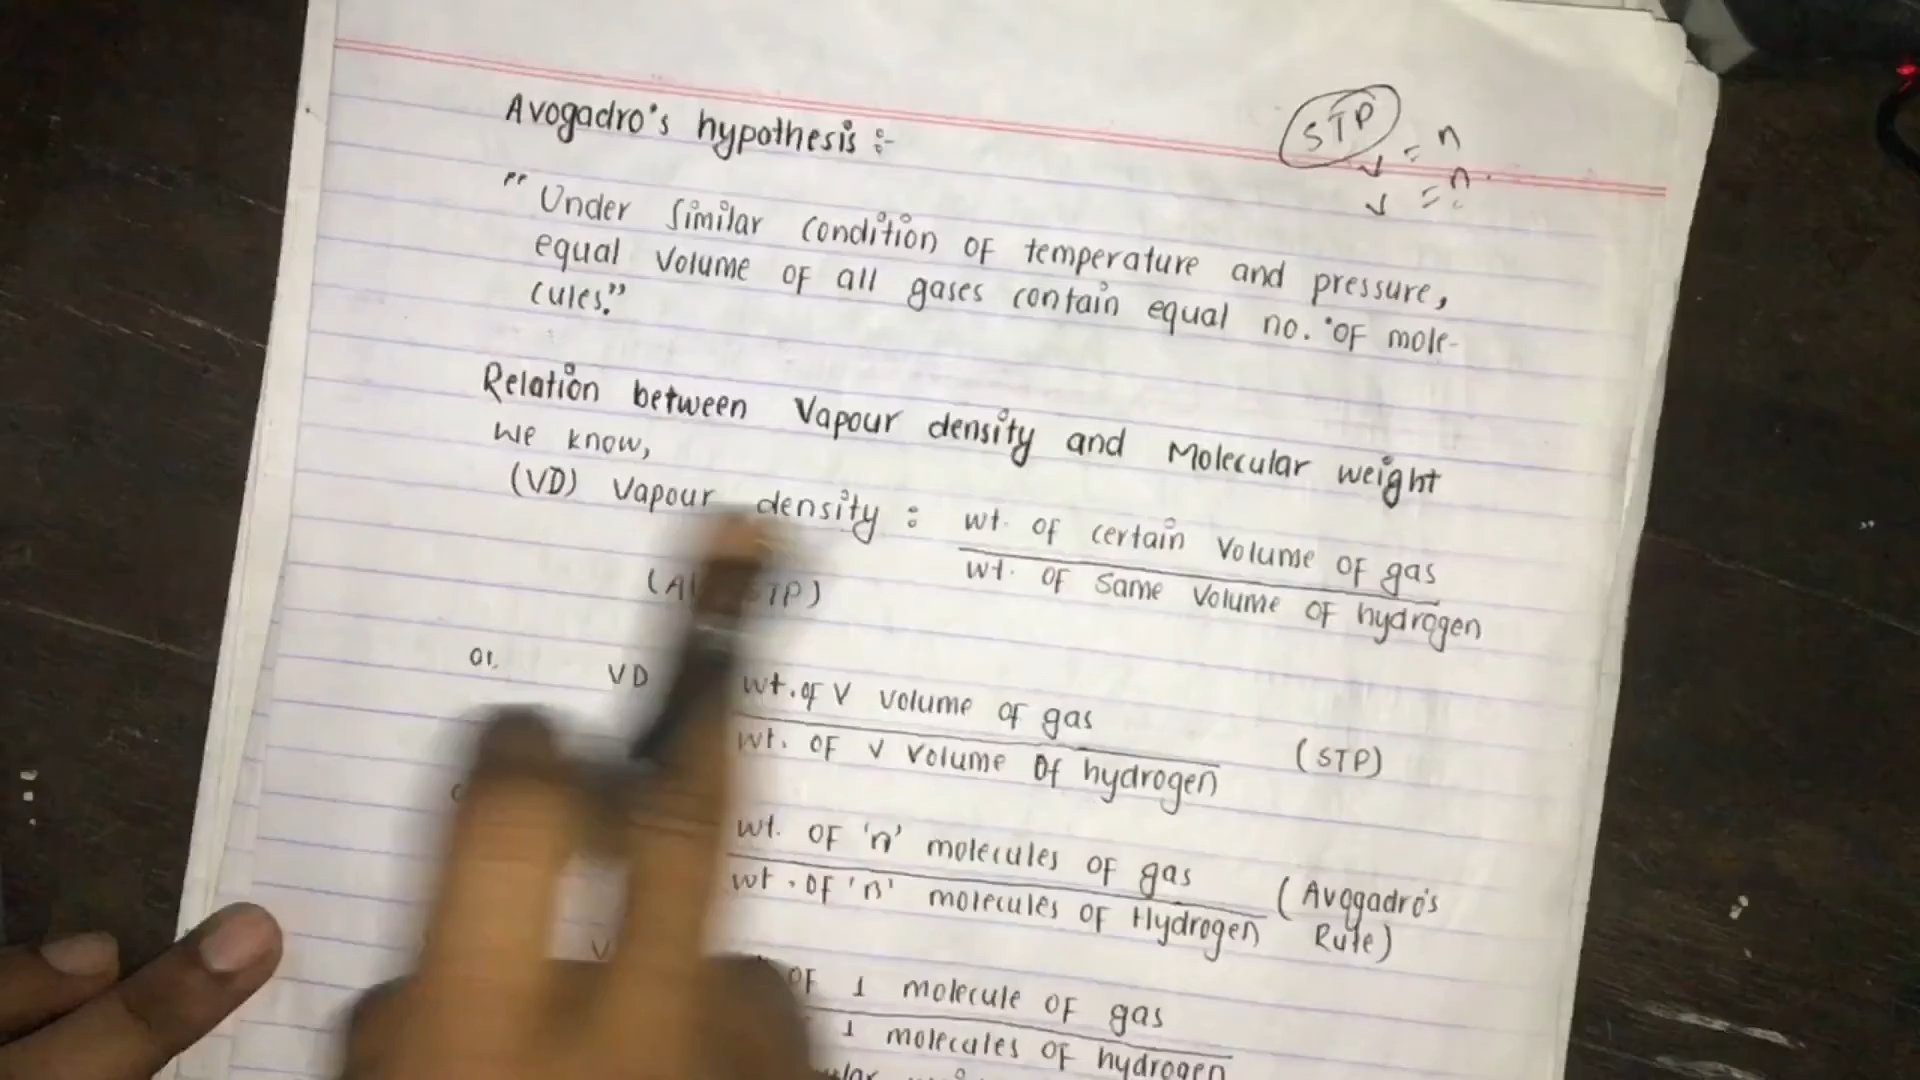 Avogadro's hypothesis :-
STP = n
= n
" Under similar condition of temperature and pressure,
equal volume of all gases contain equal no. of mole-
cules."
Relation between Vapour density and Molecular weight
We know,
(VD) Vapour density : wt. of certain volume of gas
wt. of same volume of hydrogen
STP)
or, VD wt. of V volume of gas
wt. of V volume of hydrogen (STP)
wt. of 'n' molecules of gas
wt. of 'n' molecules of Hydrogen (Avogadro's
Rule)
of 1 molecule of gas
1 molecules of hydrogen